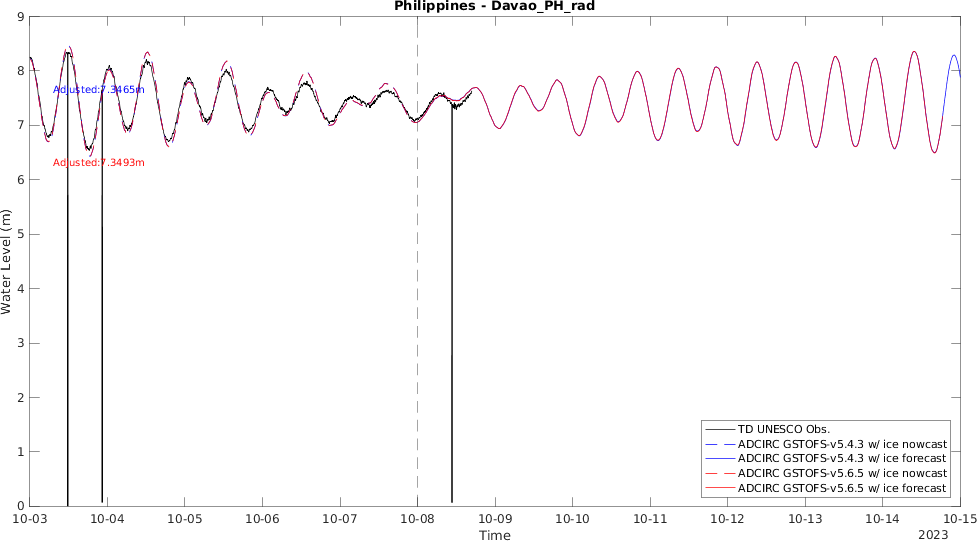 Philippines - Davao_PH_rad
9
8
7
6
5
4
3
2
1
0
Water Level (m)
Adjusted:7.3465m
Adjusted:7.3493m
TD UNESCO Obs.
ADCIRC GSTOFS-v5.4.3 w/ ice nowcast
ADCIRC GSTOFS-v5.4.3 w/ ice forecast
ADCIRC GSTOFS-v5.6.5 w/ ice nowcast
ADCIRC GSTOFS-v5.6.5 w/ ice forecast
10-03 10-04 10-05 10-06 10-07 10-08 10-09 10-10 10-11 10-12 10-13 10-14 10-15
Time
2023